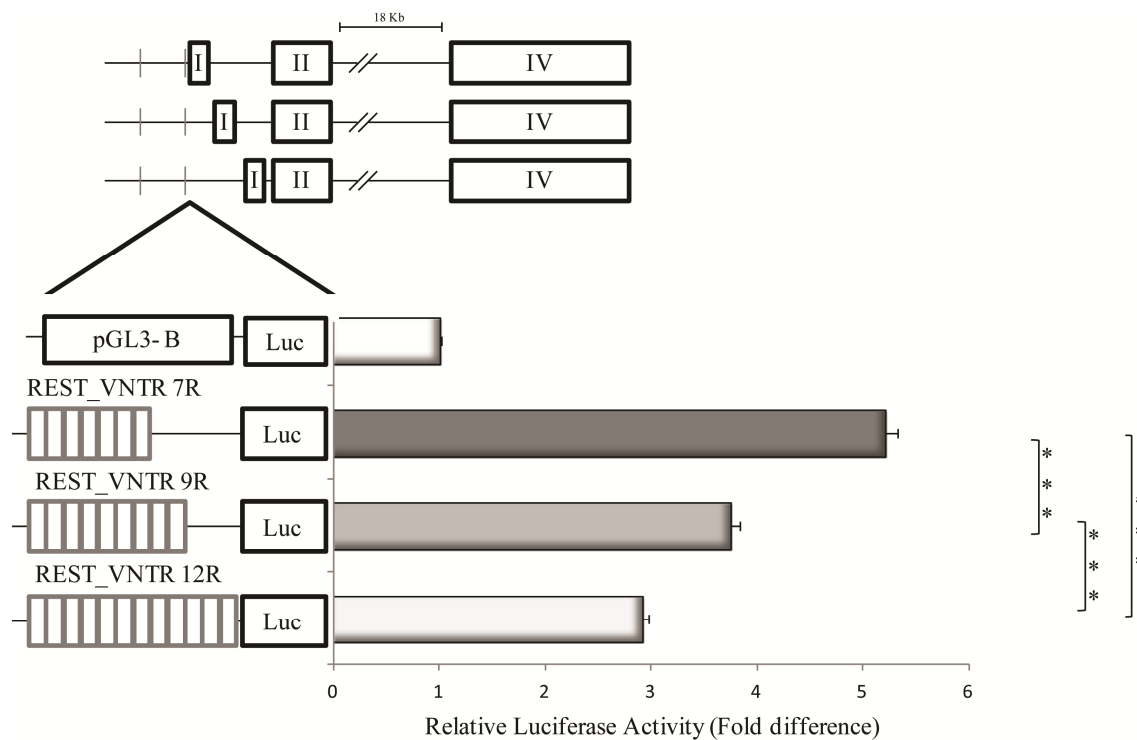 18 Kb
I II IV
I II IV
I II IV
pGL3- B Luc
REST_VNTR 7R
Luc
REST_VNTR 9R
Luc
REST_VNTR 12R
Luc
* * *
* * *
* * *
0 1 2 3 4 5 6
Relative Luciferase Activity (Fold difference)